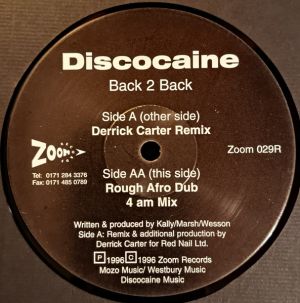 Discocaine
Back 2 Back
Side A (other side)
Derrick Carter Remix
ZOOM
Tel: 0171 284 3376
Fax: 0171 485 0789
Zoom 029R
Side AA (this side)
Rough Afro Dub
4 am Mix
Written & produced by Kally/Marsh/Wesson
Side A: Remix & additional production by
Derrick Carter for Red Nail Ltd.
P 1996 C 1996 Zoom Records
Mozo Music/ Westbury Music
Discocaine Music